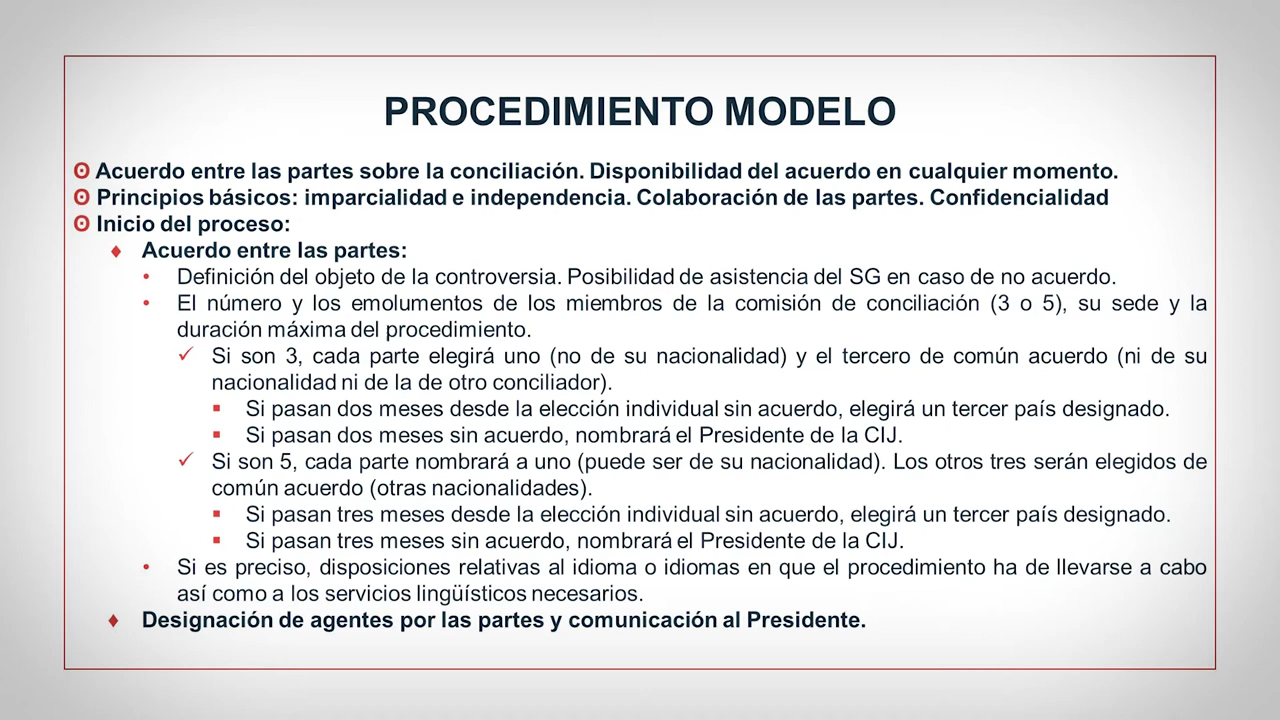 PROCEDIMIENTO MODELO
ʘ Acuerdo entre las partes sobre la conciliación. Disponibilidad del acuerdo en cualquier momento.
ʘ Principios básicos: imparcialidad e independencia. Colaboración de las partes. Confidencialidad
ʘ Inicio del proceso:
♦ Acuerdo entre las partes:
• Definición del objeto de la controversia. Posibilidad de asistencia del SG en caso de no acuerdo.
• El número y los emolumentos de los miembros de la comisión de conciliación (3 o 5), su sede y la
duración máxima del procedimiento.
✓ Si son 3, cada parte elegirá uno (no de su nacionalidad) y el tercero de común acuerdo (ni de su
nacionalidad ni de la de otro conciliador).
▪ Si pasan dos meses desde la elección individual sin acuerdo, elegirá un tercer país designado.
▪ Si pasan dos meses sin acuerdo, nombrará el Presidente de la CIJ.
✓ Si son 5, cada parte nombrará a uno (puede ser de su nacionalidad). Los otros tres serán elegidos de
común acuerdo (otras nacionalidades).
▪ Si pasan tres meses desde la elección individual sin acuerdo, elegirá un tercer país designado.
▪ Si pasan tres meses sin acuerdo, nombrará el Presidente de la CIJ.
• Si es preciso, disposiciones relativas al idioma o idiomas en que el procedimiento ha de llevarse a cabo
así como a los servicios lingüísticos necesarios.
♦ Designación de agentes por las partes y comunicación al Presidente.